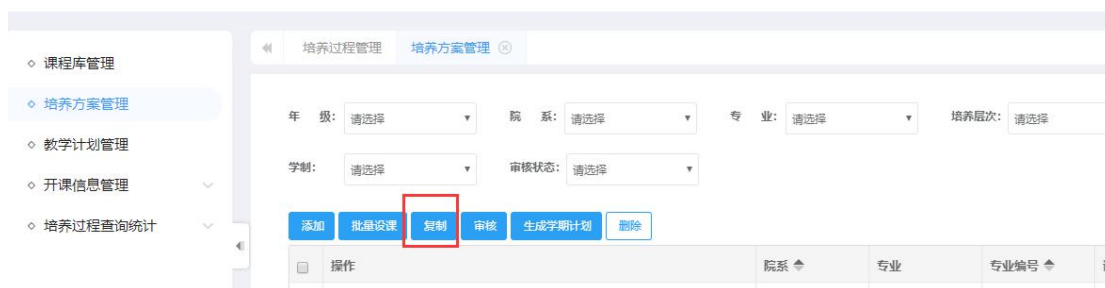 培养过程管理 培养方案管理
课程库管理
培养方案管理
教学计划管理
开课信息管理
培养过程查询统计
年 级: 请选择 院 系: 请选择 专 业: 请选择 培养层次: 请选择
学制: 请选择 审核状态: 请选择
添加 批量设课 复制 审核 生成学期计划 删除
操作 院系 专业 专业编号